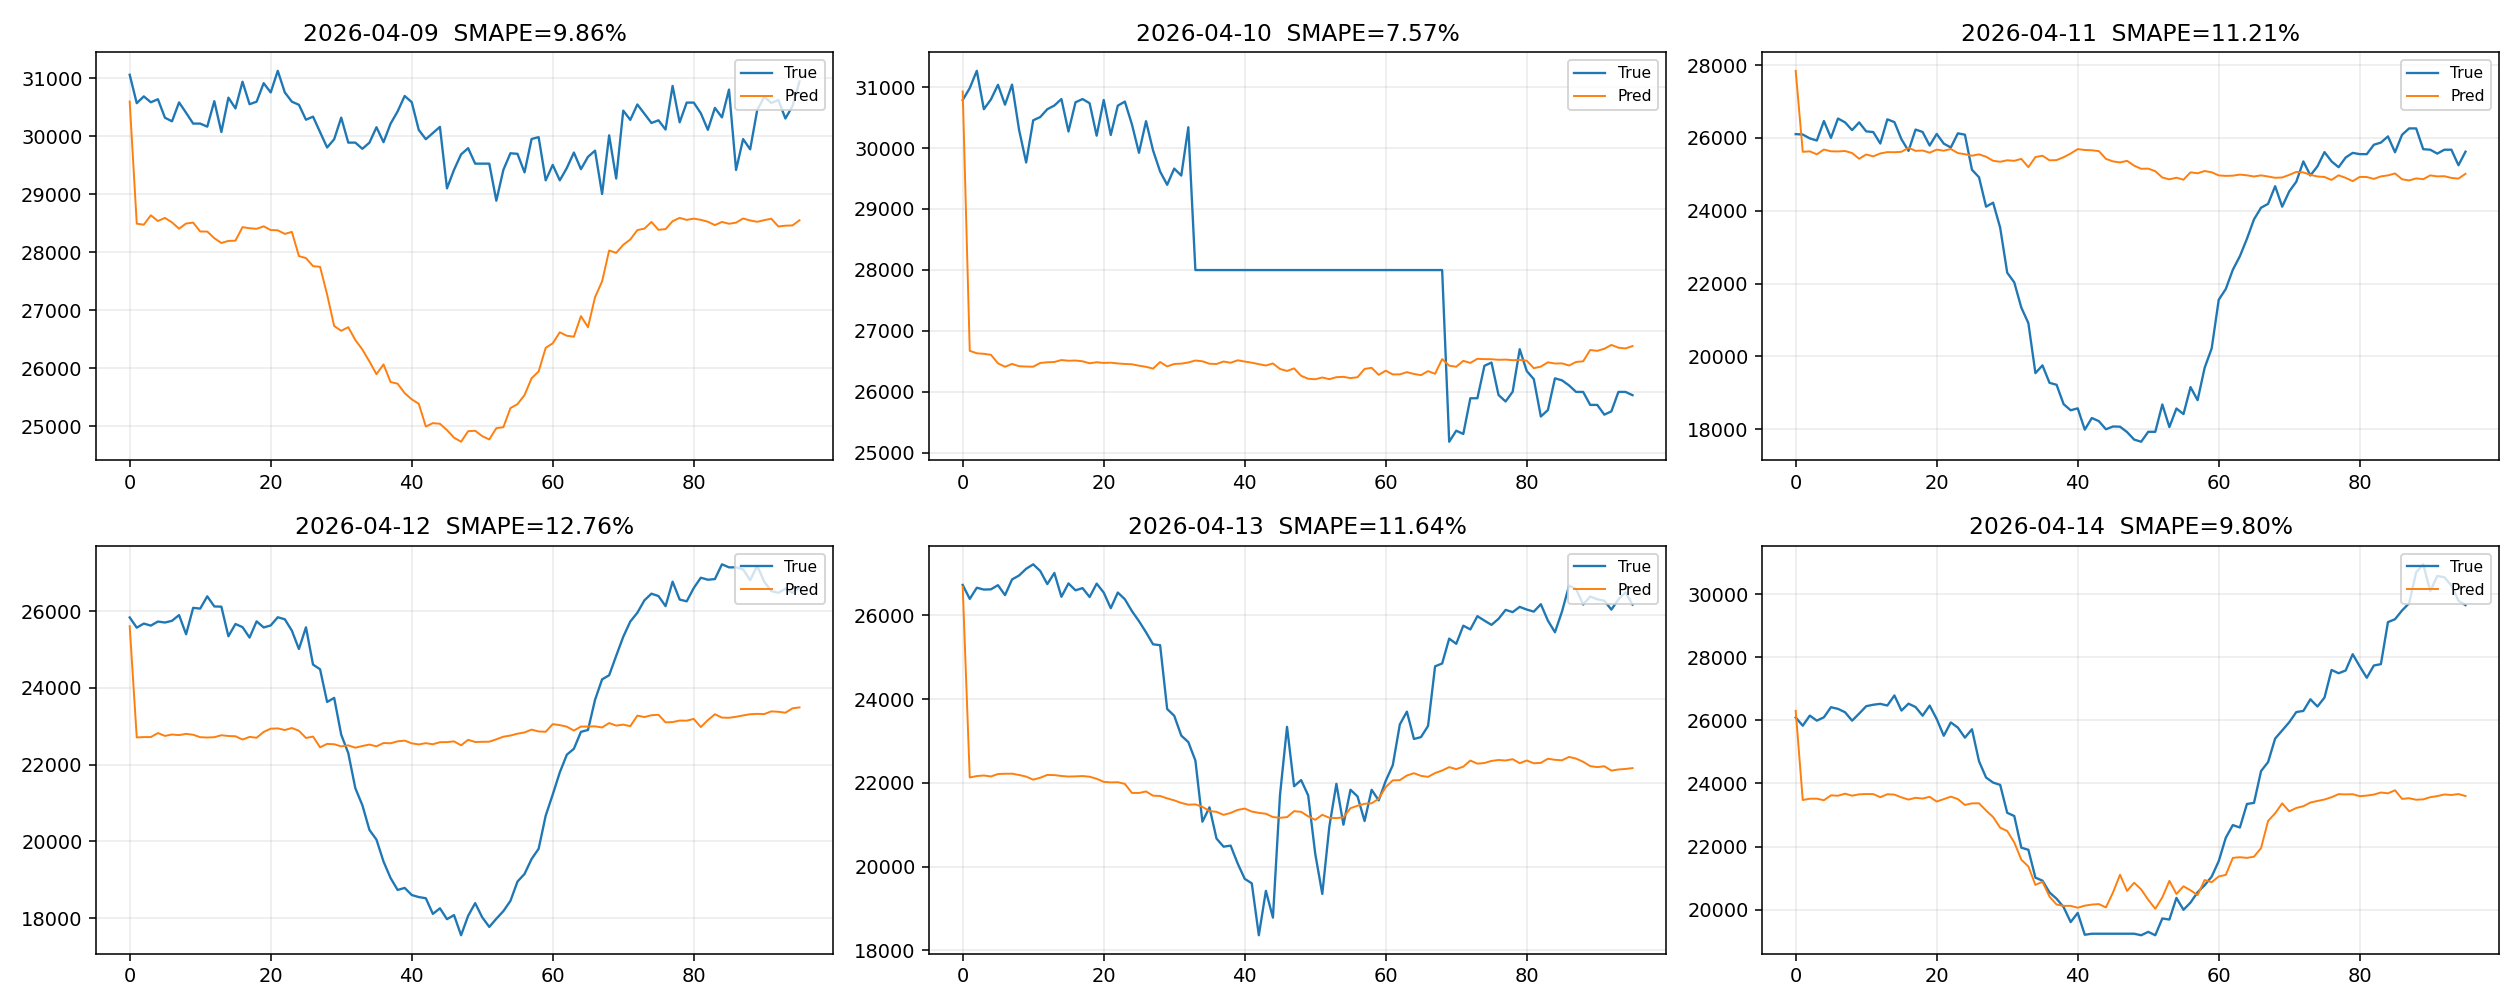 2026-04-09  SMAPE=9.86%
31000
30000
29000
28000
27000
26000
25000
0 20 40 60 80
True
Pred
2026-04-10  SMAPE=7.57%
31000
30000
29000
28000
27000
26000
25000
0 20 40 60 80
True
Pred
2026-04-11  SMAPE=11.21%
28000
26000
24000
22000
20000
18000
0 20 40 60 80
True
Pred
2026-04-12  SMAPE=12.76%
26000
24000
22000
20000
18000
0 20 40 60 80
True
Pred
2026-04-13  SMAPE=11.64%
26000
24000
22000
20000
18000
0 20 40 60 80
True
Pred
2026-04-14  SMAPE=9.80%
30000
28000
26000
24000
22000
20000
0 20 40 60 80
True
Pred